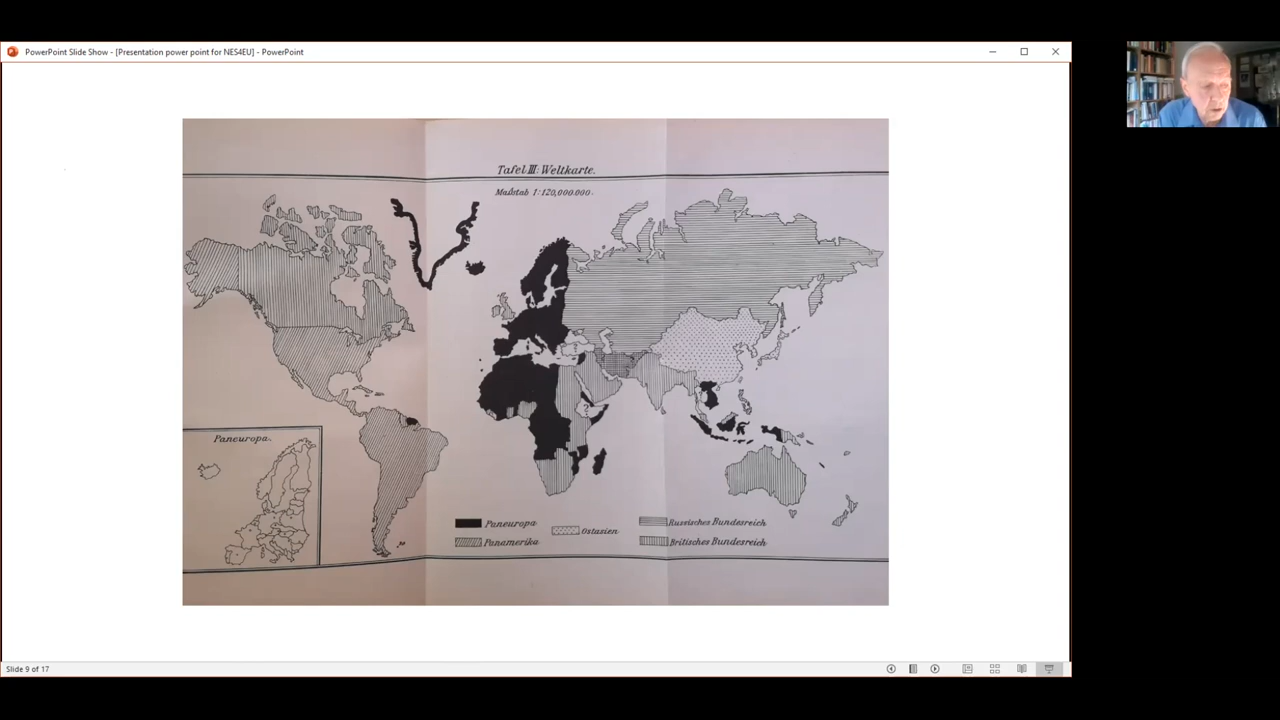 PowerPoint Slide Show - [Presentation power point for NES4EU] - PowerPoint
Tafel III: Weltkarte.
Maßstab 1:120,000.000.
Paneuropa.
Paneuropa
Panamerika
Ostasien
Russisches Bundesreich
Britisches Bundesreich
Slide 9 of 17